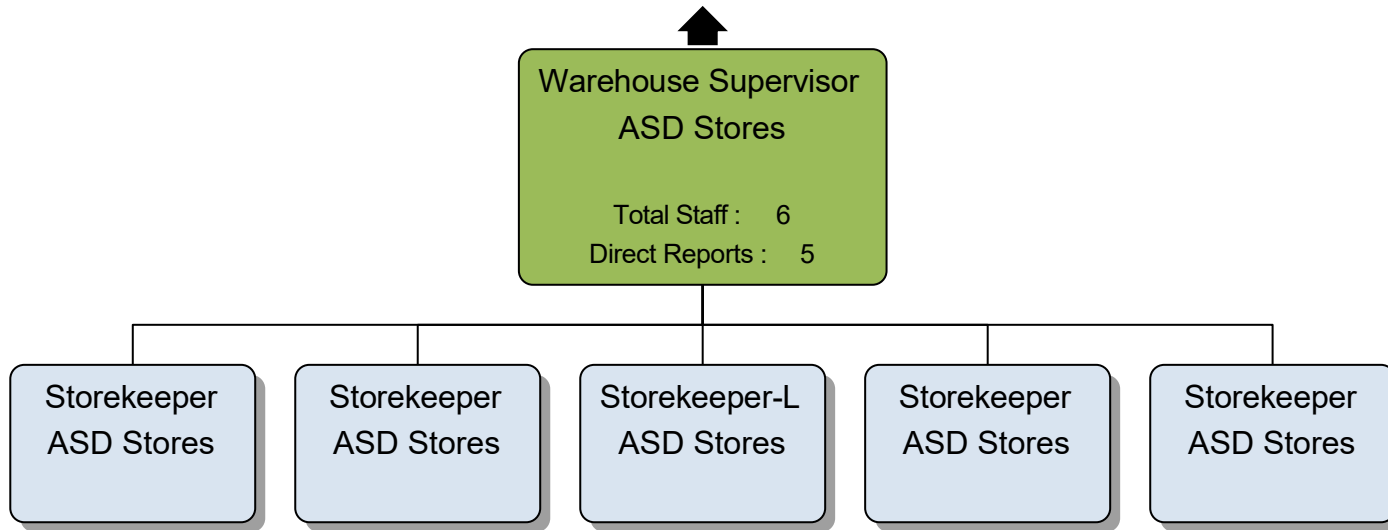 Warehouse Supervisor
ASD Stores
Total Staff : 6
Direct Reports : 5
Storekeeper
ASD Stores
Storekeeper
ASD Stores
Storekeeper-L
ASD Stores
Storekeeper
ASD Stores
Storekeeper
ASD Stores